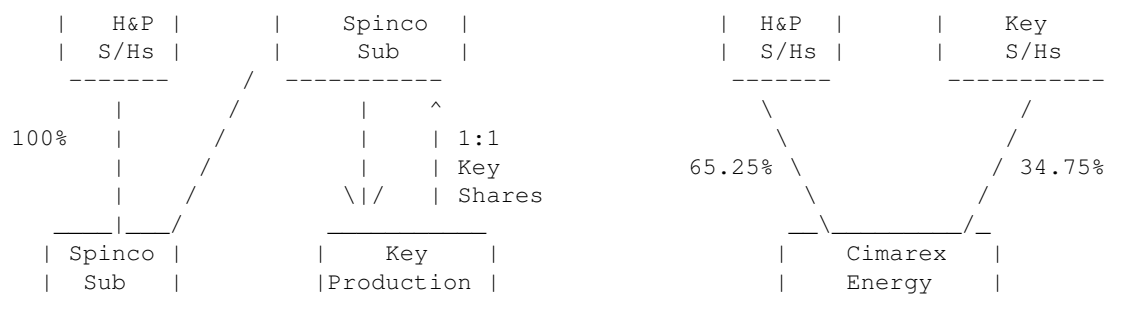 H&P Spinco H&P Key
S/Hs Sub S/Hs S/Hs
100% 1:1
Key 65.25% 34.75%
Shares
Spinco Key Cimarex
Sub Production Energy